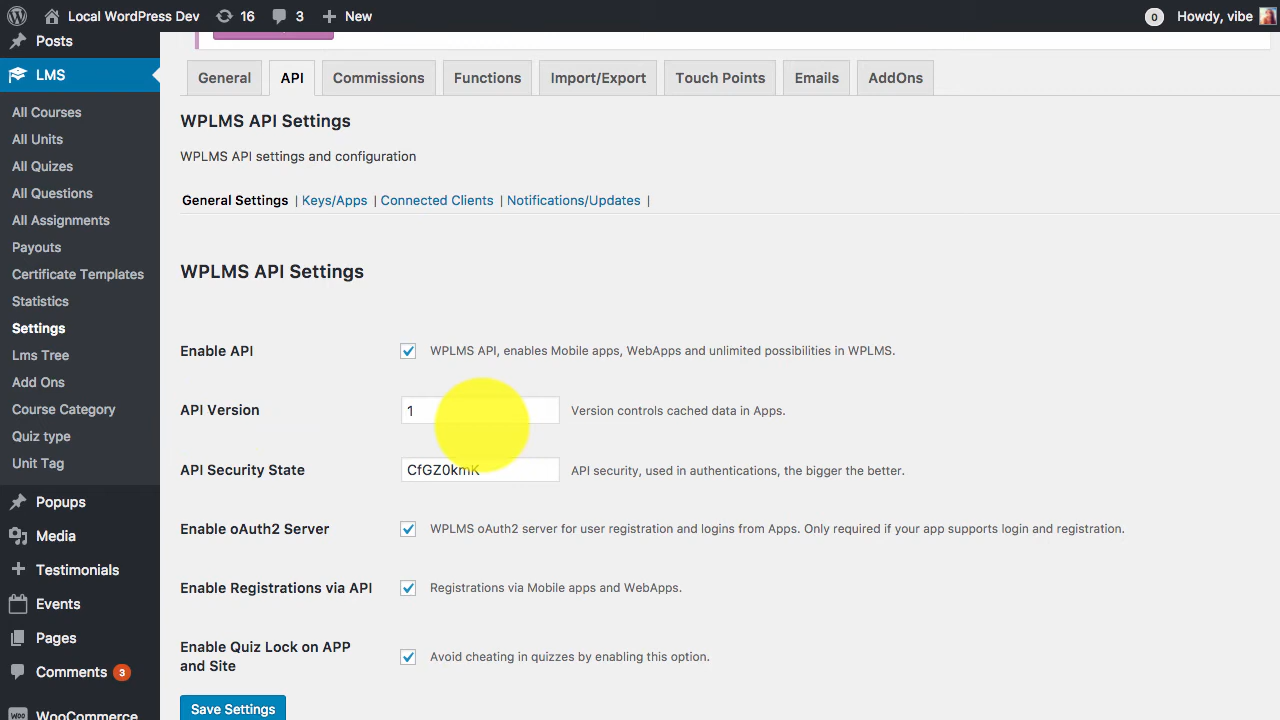 Local WordPress Dev 16 3 New 0 Howdy, vibe
Posts
LMS
All Courses
All Units
All Quizes
All Questions
All Assignments
Payouts
Certificate Templates
Statistics
Settings
Lms Tree
Add Ons
Course Category
Quiz type
Unit Tag
Popups
Media
Testimonials
Events
Pages
Comments 3
WooCommerce
General API Commissions Functions Import/Export Touch Points Emails AddOns
WPLMS API Settings
WPLMS API settings and configuration
General Settings | Keys/Apps | Connected Clients | Notifications/Updates |
WPLMS API Settings
Enable API WPLMS API, enables Mobile apps, WebApps and unlimited possibilities in WPLMS.
API Version 1 Version controls cached data in Apps.
API Security State CfGZ0kmK API security, used in authentications, the bigger the better.
Enable oAuth2 Server WPLMS oAuth2 server for user registration and logins from Apps. Only required if your app supports login and registration.
Enable Registrations via API Registrations via Mobile apps and WebApps.
Enable Quiz Lock on APP
and Site Avoid cheating in quizzes by enabling this option.
Save Settings